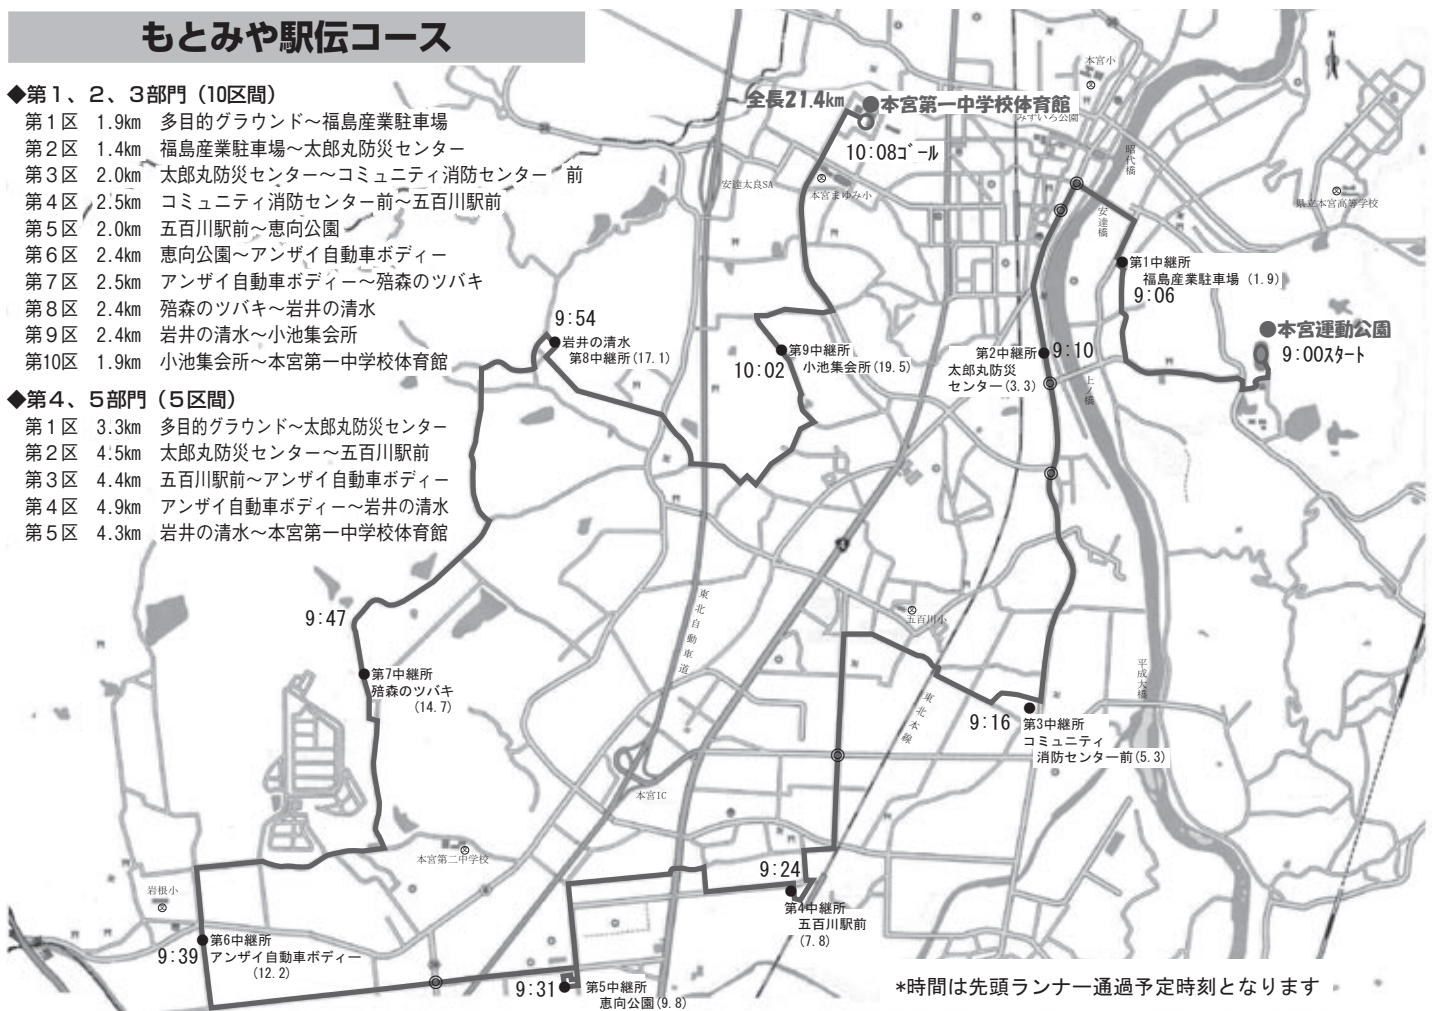 もとみや駅伝コース
◆第1、2、3部門（10区間）
第1区 1.9km 多目的グラウンド～福島産業駐車場
第2区 1.4km 福島産業駐車場～太郎丸防災センター
第3区 2.0km 太郎丸防災センター～コミュニティ消防センター 前
第4区 2.5km コミュニティ消防センター前～五百川駅前
第5区 2.0km 五百川駅前～恵向公園
第6区 2.4km 恵向公園～アンザイ自動車ボディー
第7区 2.5km アンザイ自動車ボディー～殕森のツバキ
第8区 2.4km 殕森のツバキ～岩井の清水
第9区 2.4km 岩井の清水～小池集会所
第10区 1.9km 小池集会所～本宮第一中学校体育館
◆第4、5部門（5区間）
第1区 3.3km 多目的グラウンド～太郎丸防災センター
第2区 4.5km 太郎丸防災センター～五百川駅前
第3区 4.4km 五百川駅前～アンザイ自動車ボディー
第4区 4.9km アンザイ自動車ボディー～岩井の清水
第5区 4.3km 岩井の清水～本宮第一中学校体育館
N
本宮小
全長21.4km
●本宮第一中学校体育館
みずいろ公園
10:08ゴール
昭代橋
安達太良SA
本宮まゆみ小
県立本宮高等学校
安達橋
第1中継所
福島産業駐車場（1.9）
9:06
●本宮運動公園
9:00スタート
9:54
岩井の清水
第8中継所(17.1)
第9中継所
小池集会所(19.5)
10:02
第2中継所
太郎丸防災
センター(3.3)
9:10
上ノ橋
東北自動車道
4
五百川小
9:47
第7中継所
殕森のツバキ
(14.7)
平成大橋
東北本線
9:16
第3中継所
コミュニティ
消防センター前(5.3)
本宮IC
本宮第二中学校
岩根小
9:24
第4中継所
五百川駅前
(7.8)
第6中継所
アンザイ自動車ボディー
(12.2)
9:39
9:31
第5中継所
恵向公園(9.8)
*時間は先頭ランナー通過予定時刻となります